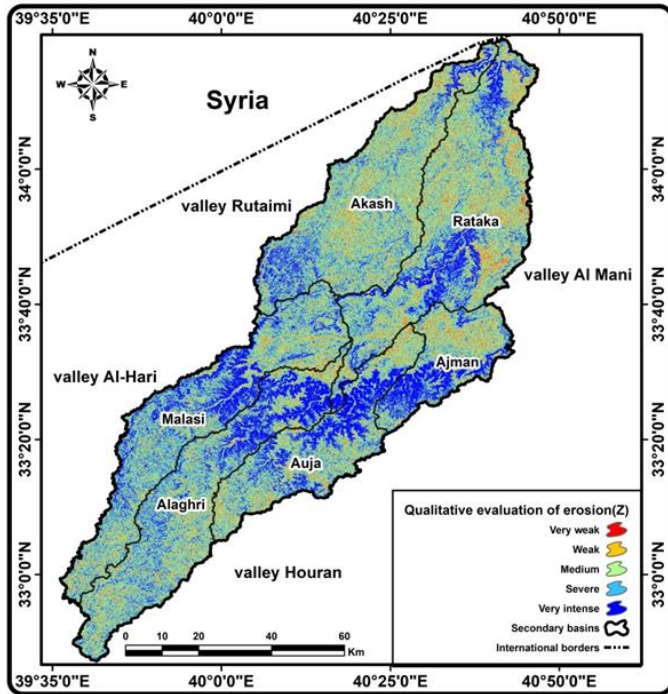 39°35'0"E 40°0'0"E 40°25'0"E 40°50'0"E
N
W E
S
Syria
34°0'0"N 34°0'0"N
valley Rutaimi
Akash
Rataka
valley Al Mani
33°40'0"N 33°40'0"N
valley Al-Hari
Ajman
Malasi
33°20'0"N 33°20'0"N
Auja
Alaghri
33°0'0"N 33°0'0"N
valley Houran
Qualitative evaluation of erosion(Z)
Very weak
Weak
Medium
Severe
Very intense
Secondary basins
International borders
0 10 20 40 60
Km
39°35'0"E 40°0'0"E 40°25'0"E 40°50'0"E